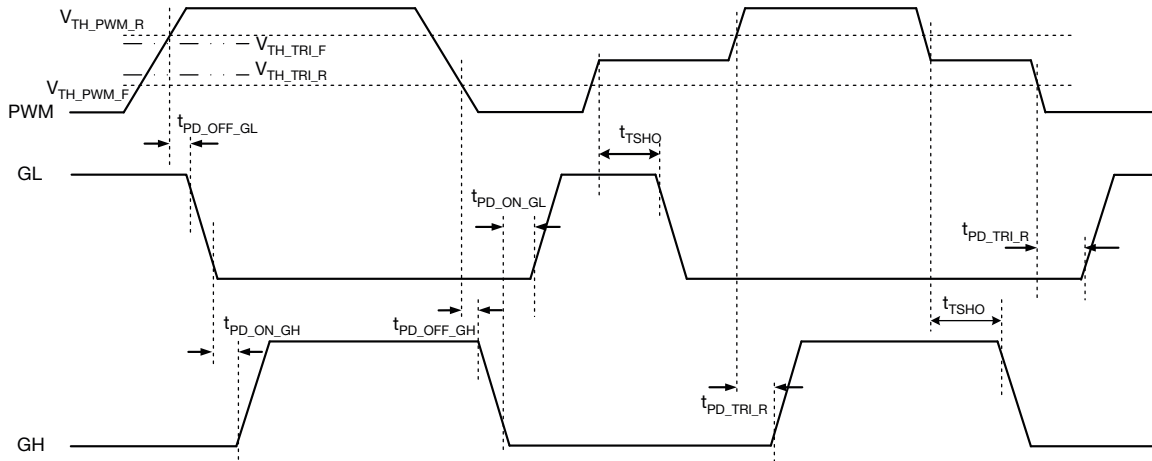 V_TH_PWM_R
V_TH_TRI_F
V_TH_TRI_R
V_TH_PWM_F
PWM
t_PD_OFF_GL
t_TSHO
GL
t_PD_ON_GL
t_PD_TRI_R
t_TSHO
t_PD_ON_GH
t_PD_OFF_GH
t_PD_TRI_R
GH